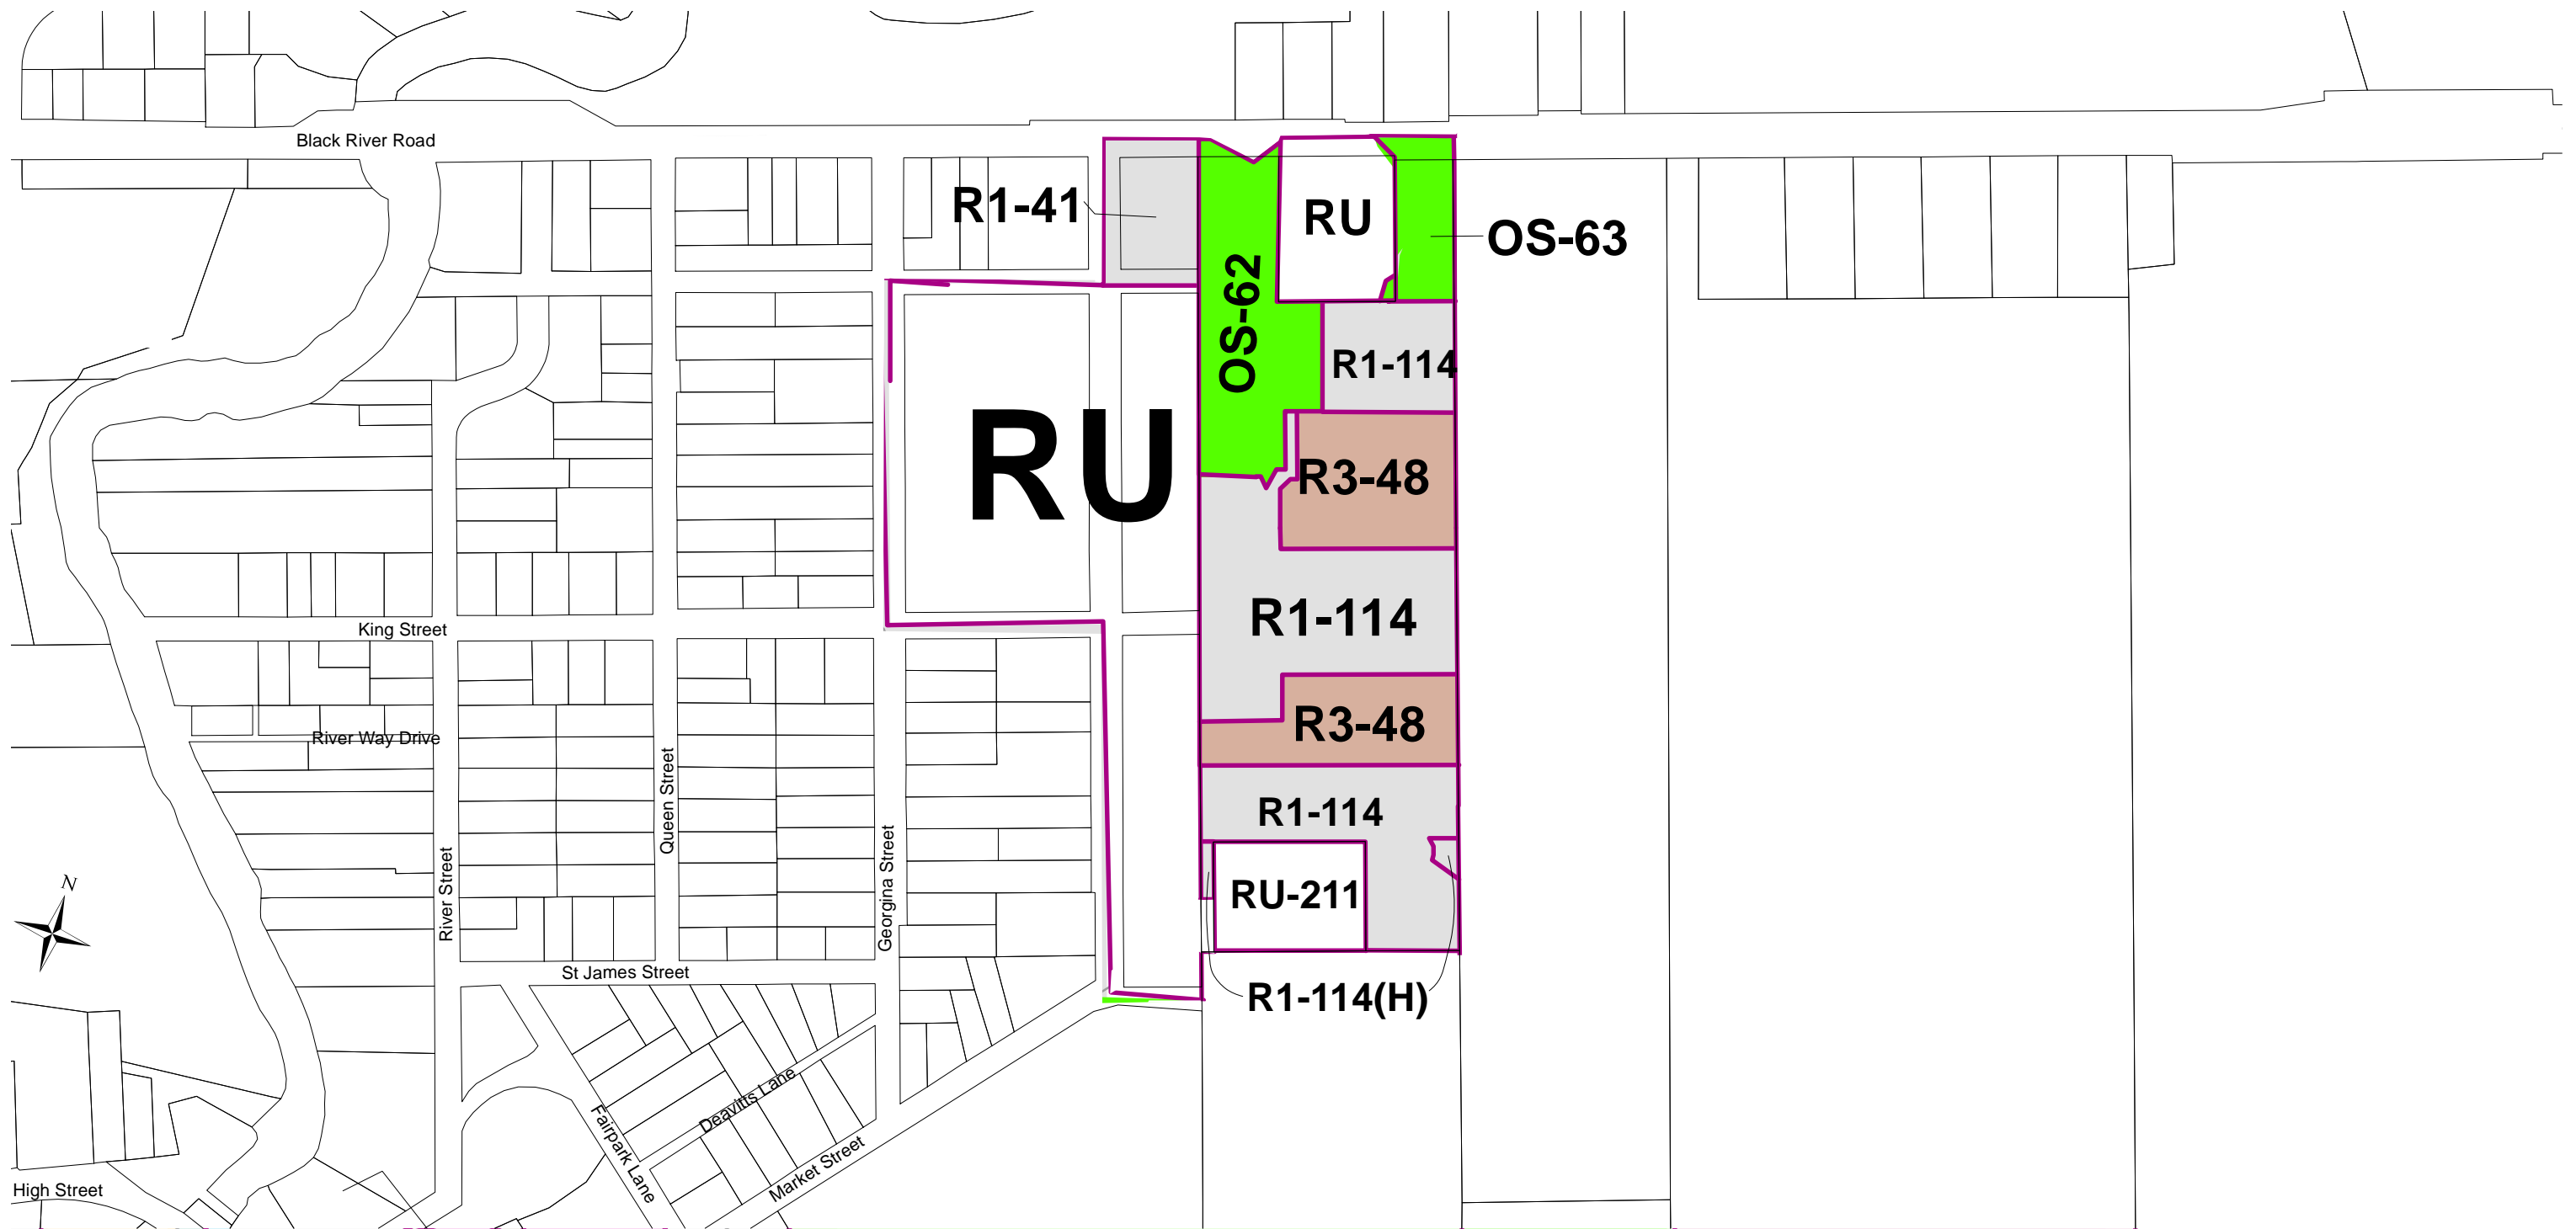 Black River Road
R1-41
RU
OS-63
OS-62
R1-114
RU
R3-48
R1-114
King Street
R3-48
River Way Drive
Queen Street
R1-114
River Street
Georgina Street
N
RU-211
St James Street
R1-114(H)
Deavitts Lane
Fairpark Lane
Market Street
High Street